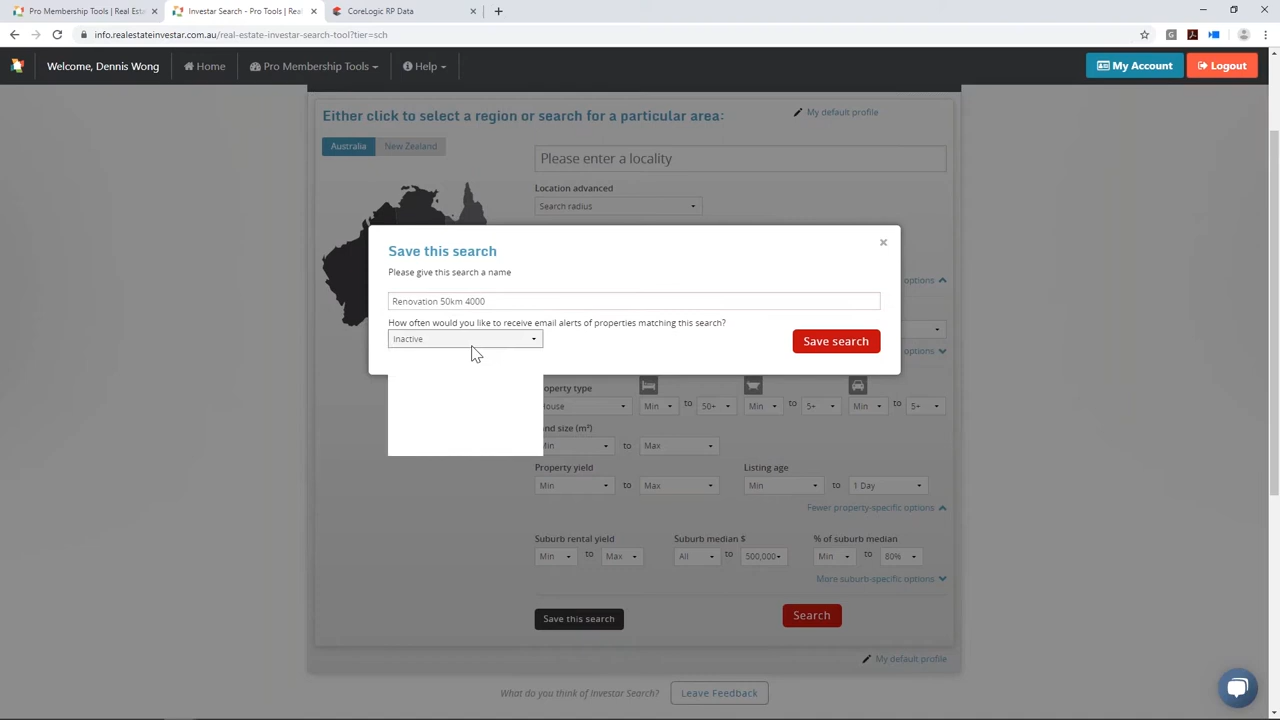 Pro Membership Tools | Real Esta
Investar Search - Pro Tools | Real
CoreLogic RP Data
info.realestateinvestar.com.au/real-estate-investar-search-tool?tier=sch
Welcome, Dennis Wong
Home
Pro Membership Tools
Help
My Account
Logout
Either click to select a region or search for a particular area:
My default profile
Australia
New Zealand
Please enter a locality
Location advanced
Search radius
Save this search
Please give this search a name
options
Renovation 50km 4000
How often would you like to receive email alerts of properties matching this search?
Inactive
Save search
options
Property type
House
Min to 50+
Min to 5+
Min to 5+
and size (m²)
Min to Max
Property yield
Listing age
Min to Max
Min to 1 Day
Fewer property-specific options
Suburb rental yield
Suburb median $
% of suburb median
Min to Max
All to 500,000
Min to 80%
More suburb-specific options
Save this search
Search
My default profile
What do you think of Investar Search?
Leave Feedback